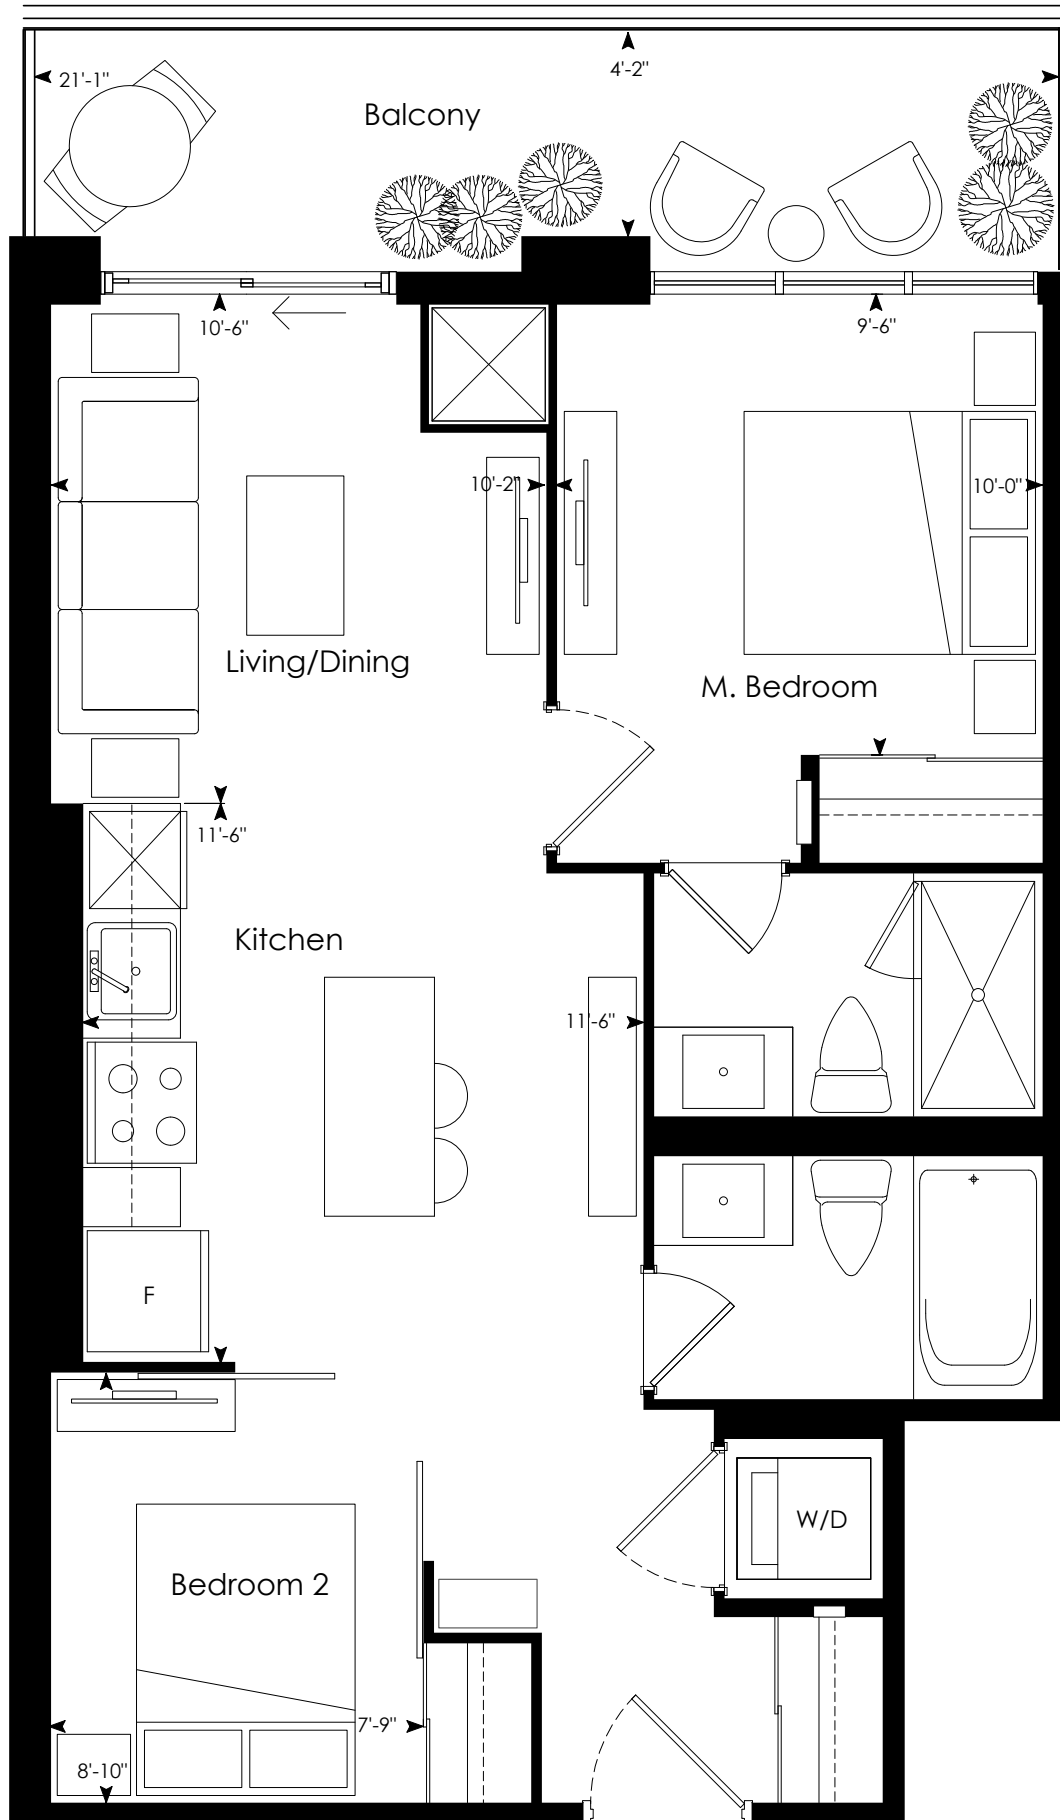 4'-2"
21'-1"
Balcony
10'-6"
9'-6"
10'-2"
10'-0"
Living/Dining
M. Bedroom
11'-6"
Kitchen
11'-6"
F
W/D
Bedroom 2
7'-9"
8'-10"